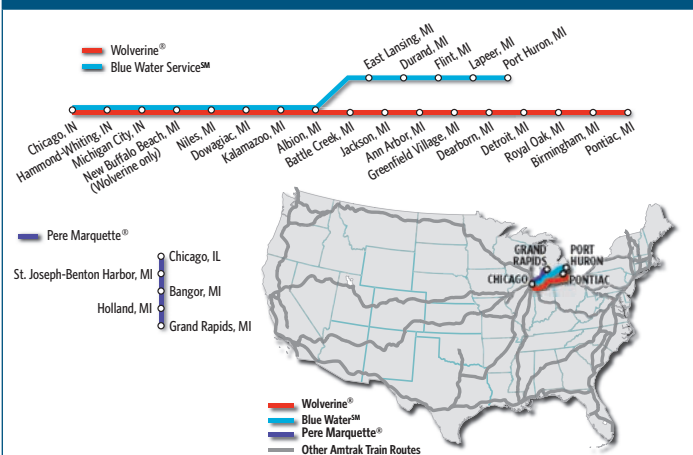 Wolverine®
Blue Water Service℠
East Lansing, MI
Durand, MI
Flint, MI
Lapeer, MI
Port Huron, MI
Chicago, IN
Hammond-Whiting, IN
Michigan City, IN
New Buffalo Beach, MI
(Wolverine only)
Niles, MI
Dowagiac, MI
Kalamazoo, MI
Albion, MI
Battle Creek, MI
Jackson, MI
Ann Arbor, MI
Greenfield Village, MI
Dearborn, MI
Detroit, MI
Royal Oak, MI
Birmingham, MI
Pontiac, MI
Pere Marquette®
Chicago, IL
St. Joseph-Benton Harbor, MI
Bangor, MI
Holland, MI
Grand Rapids, MI
GRAND
RAPIDS
PORT
HURON
CHICAGO
PONTIAC
Wolverine®
Blue Water℠
Pere Marquette®
Other Amtrak Train Routes